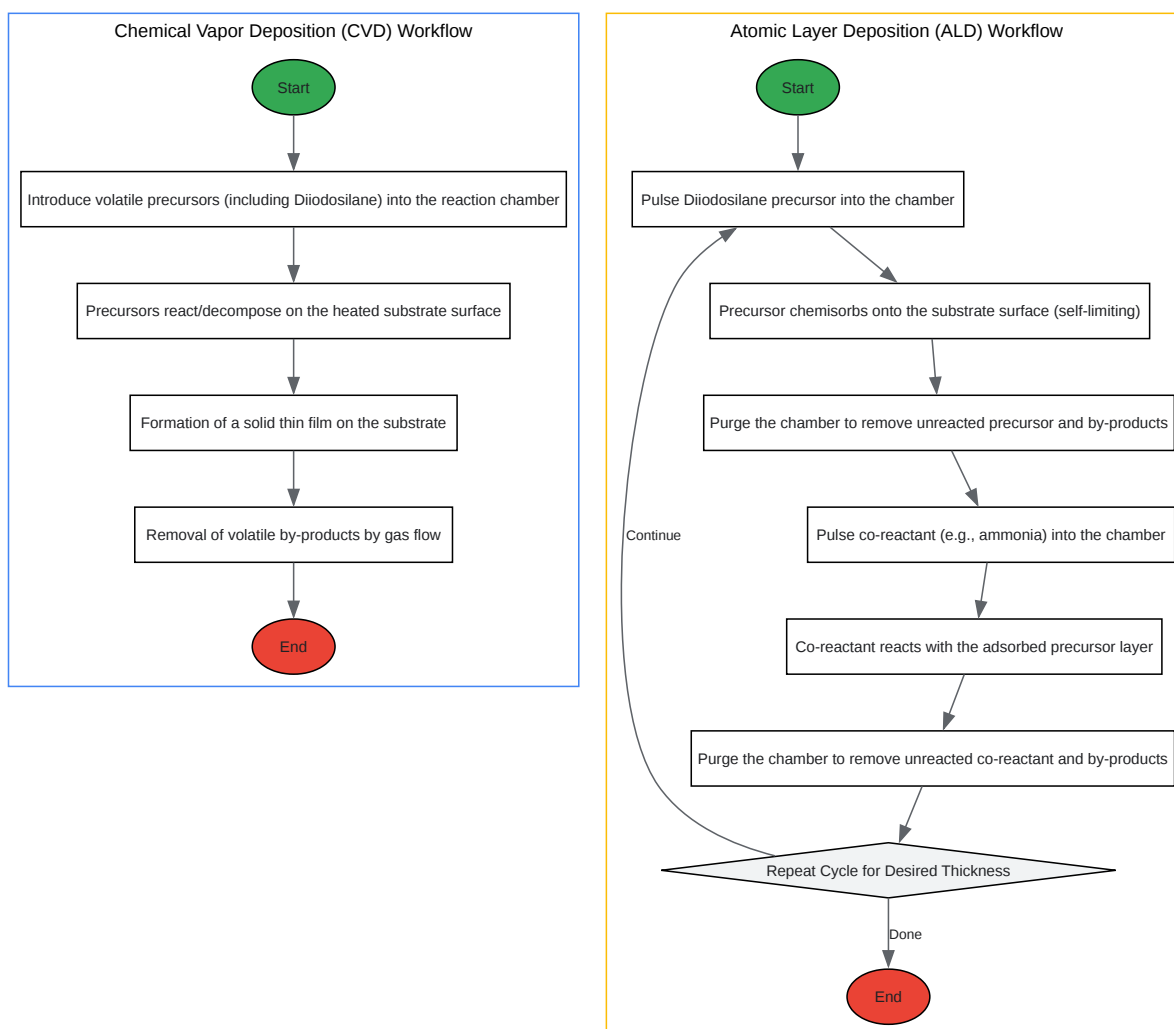 Chemical Vapor Deposition (CVD) Workflow
Start
Introduce volatile precursors (including Diiodosilane) into the reaction chamber
Precursors react/decompose on the heated substrate surface
Formation of a solid thin film on the substrate
Removal of volatile by-products by gas flow
End
Atomic Layer Deposition (ALD) Workflow
Start
Pulse Diiodosilane precursor into the chamber
Precursor chemisorbs onto the substrate surface (self-limiting)
Purge the chamber to remove unreacted precursor and by-products
Pulse co-reactant (e.g., ammonia) into the chamber
Continue
Co-reactant reacts with the adsorbed precursor layer
Purge the chamber to remove unreacted co-reactant and by-products
Repeat Cycle for Desired Thickness
Done
End